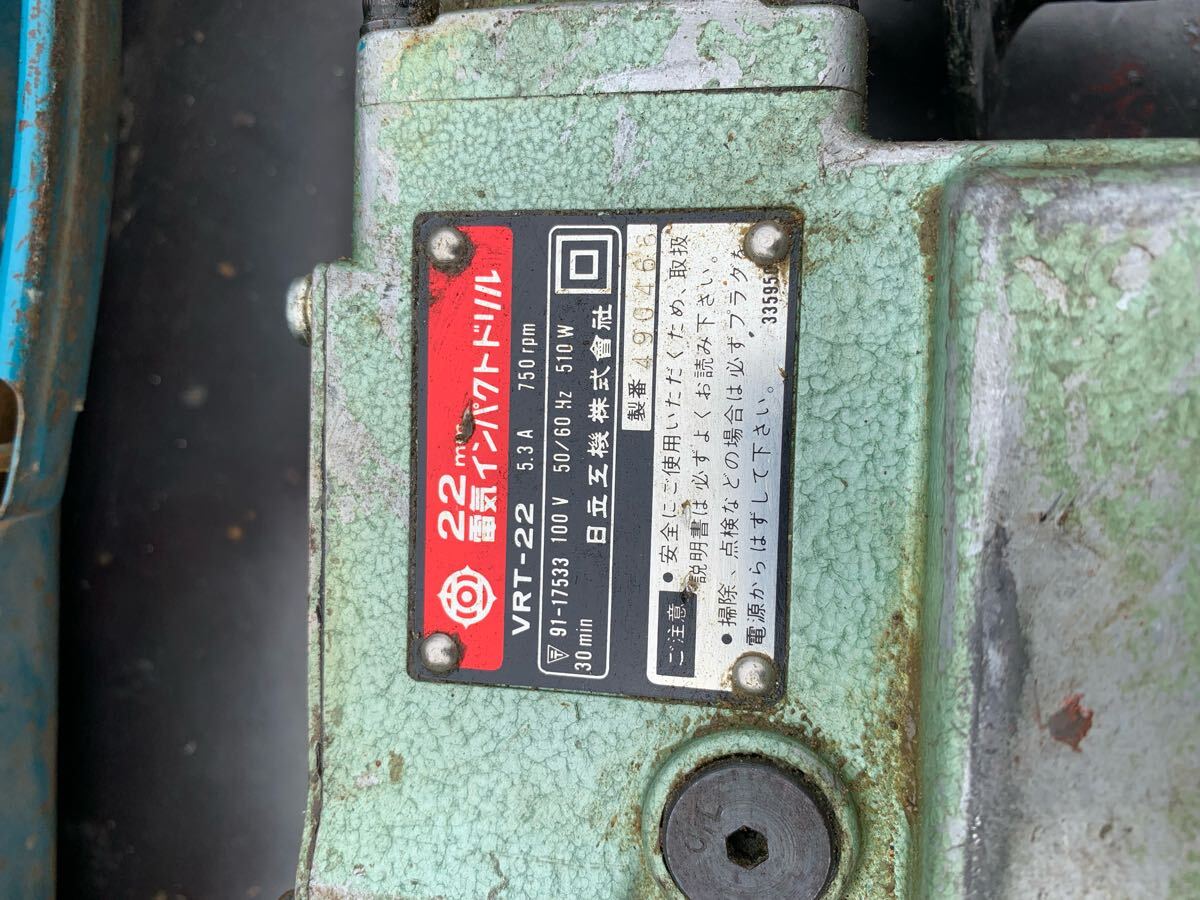 22mm
電気インパクトドリル
VRT-22 5.3A 750rpm
91-17533 100V 50/60Hz 510W
30min
日立工機株式會社
製番 490468
ご注意
• 安全にご使用いただくため、取扱
説明書は必ずよくお読み下さい。
• 掃除、点検などの場合は必ずプラグを
電源からはずして下さい。